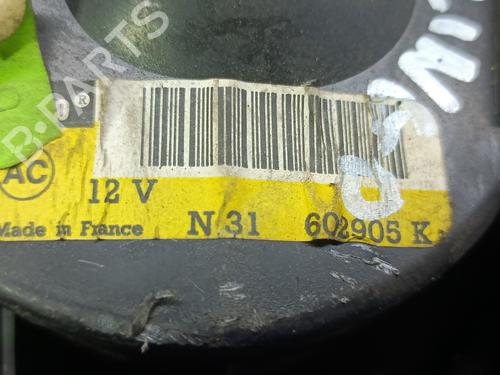 B-PARTS
AC
12 V
Made in France
N 31
602905 K